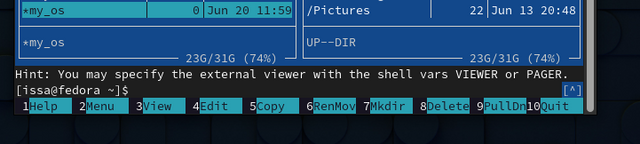 *my_os 0 Jun 20 11:59 /Pictures 22 Jun 13 20:48
*my_os UP--DIR
23G/31G (74%) 23G/31G (74%)
Hint: You may specify the external viewer with the shell vars VIEWER or PAGER.
[issa@fedora ~]$ [^]
1Help 2Menu 3View 4Edit 5Copy 6RenMov 7Mkdir 8Delete 9PullDn 10Quit